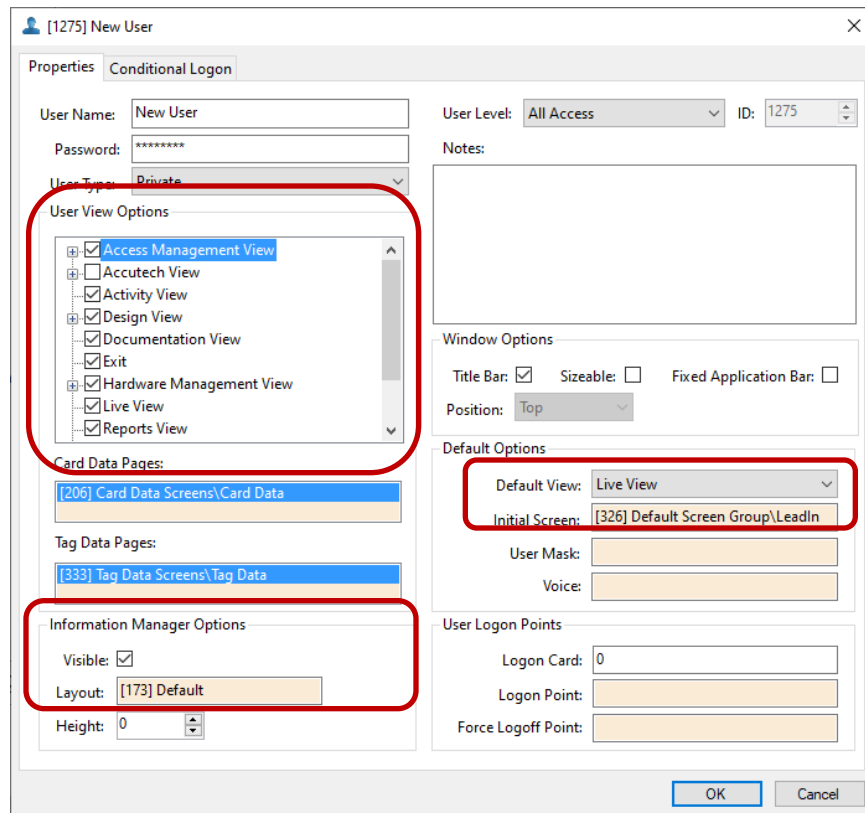 [1275] New User
Properties
Conditional Logon
User Name: New User
Password: ********
User Type: Private
User View Options
Access Management View
Accutech View
Activity View
Design View
Documentation View
Exit
Hardware Management View
Live View
Reports View
Card Data Pages:
[206] Card Data Screens\Card Data
Tag Data Pages:
[333] Tag Data Screens\Tag Data
Information Manager Options
Visible:
Layout: [173] Default
Height: 0
User Level: All Access ID: 1275
Notes:
Window Options
Title Bar: Sizeable: Fixed Application Bar:
Position: Top
Default Options
Default View: Live View
Initial Screen: [326] Default Screen Group\LeadIn
User Mask:
Voice:
User Logon Points
Logon Card: 0
Logon Point:
Force Logoff Point:
OK Cancel